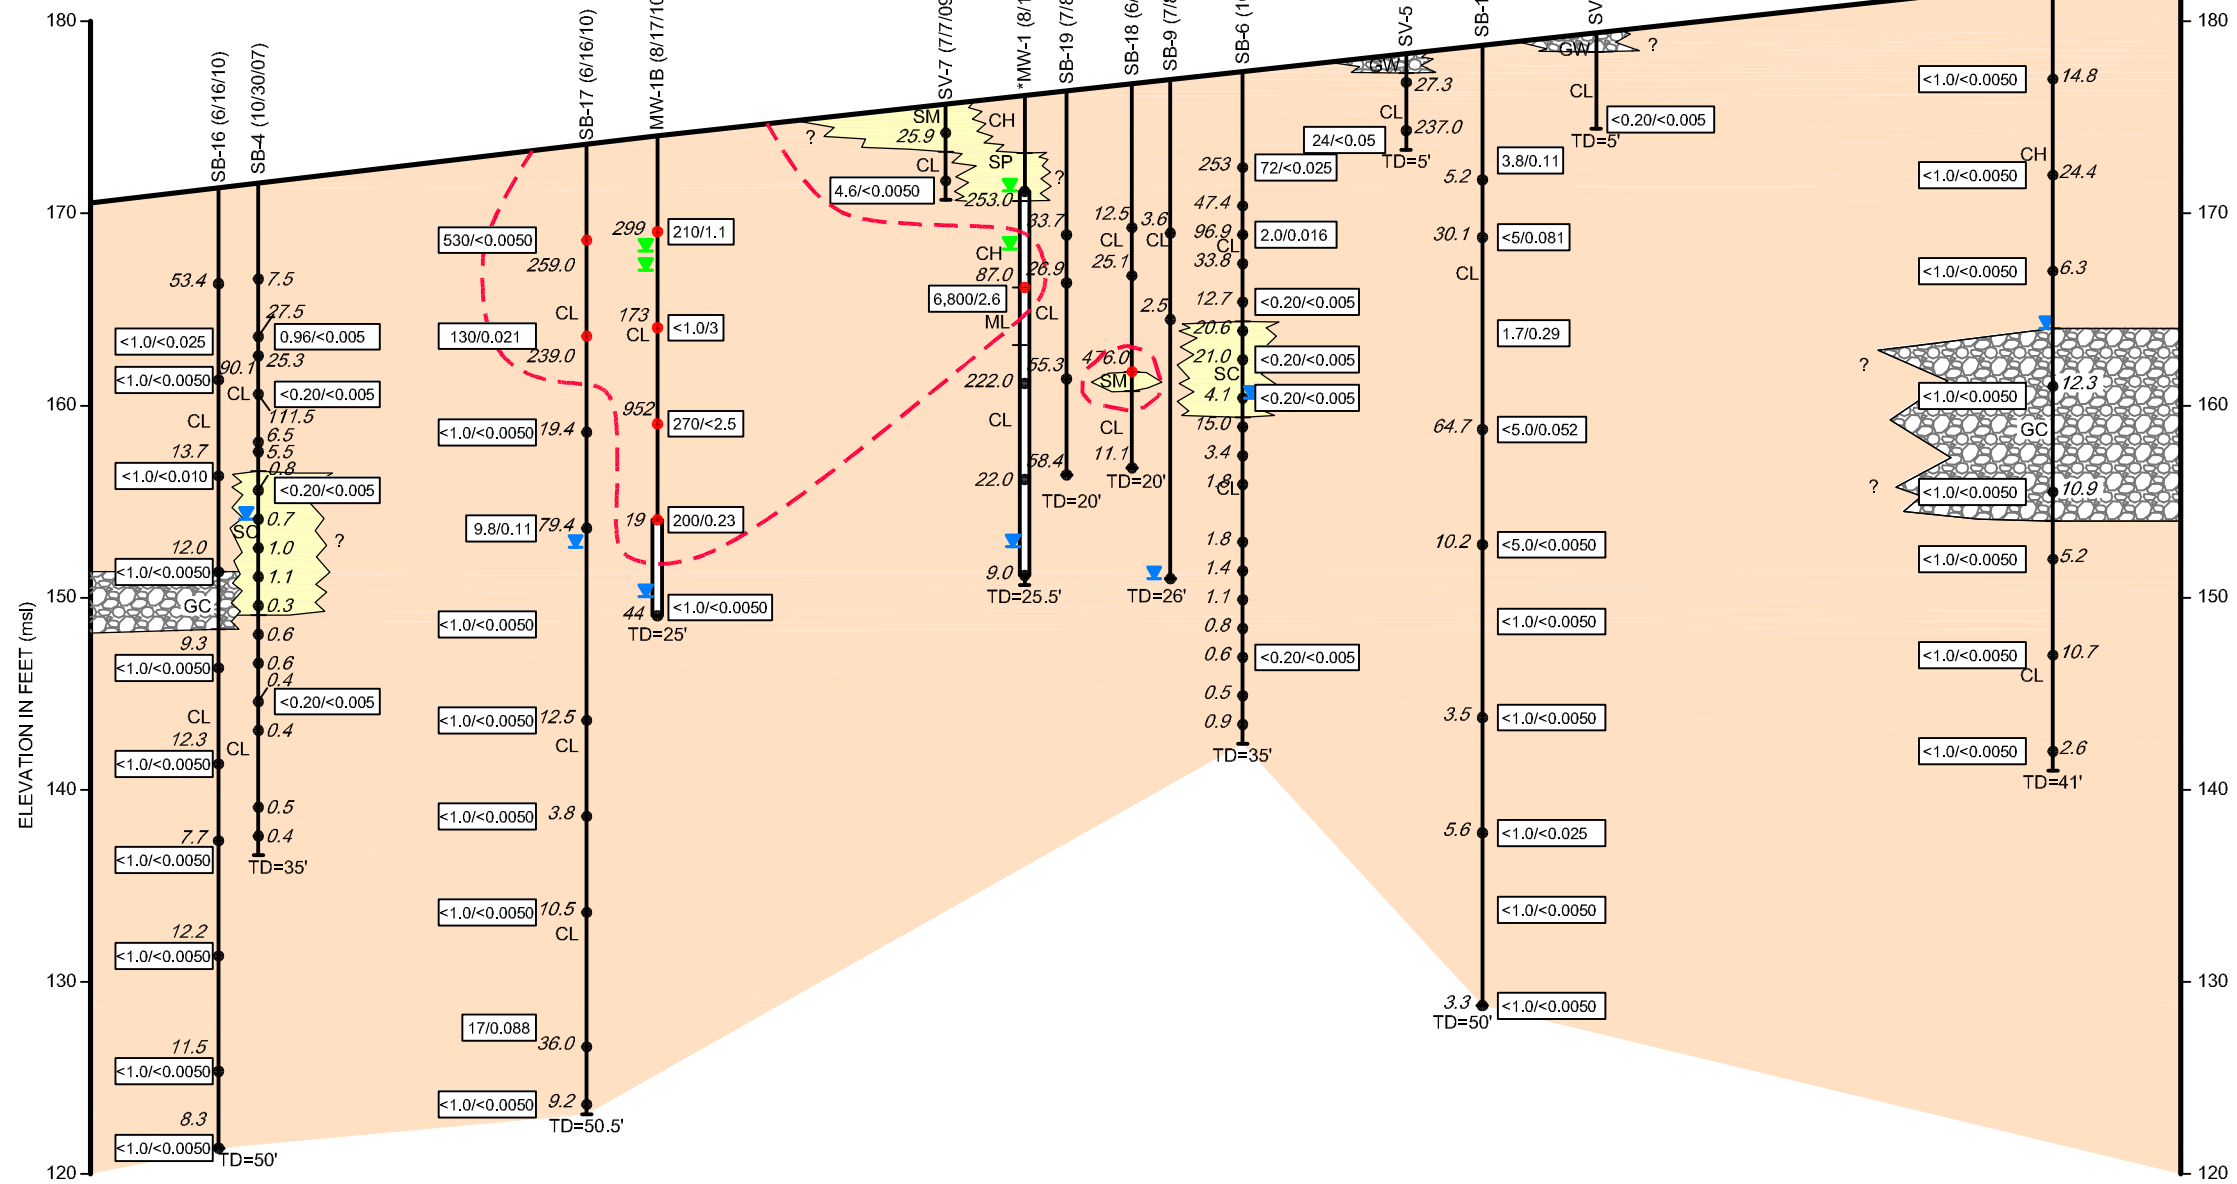 180
170
160
150
140
130
120
ELEVATION IN FEET (msl)
SB-16 (6/16/10)
53.4
<1.0/<0.025
90.1
<1.0/<0.0050
CL
13.7
<1.0/<0.010
12.0
<1.0/<0.0050
GC
9.3
<1.0/<0.0050
CL
12.3
<1.0/<0.0050
7.7
<1.0/<0.0050
12.2
<1.0/<0.0050
11.5
<1.0/<0.0050
8.3
<1.0/<0.0050
TD=50'
SB-4 (10/30/07)
7.5
27.5
0.96/<0.005
25.3
CL
<0.20/<0.005
111.5
6.5
5.5
0.8
<0.20/<0.005
0.7
SC
?
1.0
1.1
0.3
0.6
0.6
0.4
<0.20/<0.005
0.4
CL
0.5
0.4
TD=35'
SB-17 (6/16/10)
530/<0.0050
259.0
CL
130/0.021
239.0
<1.0/<0.0050
19.4
9.8/0.11
79.4
<1.0/<0.0050
<1.0/<0.0050
12.5
CL
<1.0/<0.0050
3.8
<1.0/<0.0050
10.5
CL
17/0.088
36.0
<1.0/<0.0050
9.2
TD=50.5'
MW-1B (8/17/10
299
210/1.1
173
CL
<1.0/3
952
270/<2.5
19
200/0.23
44
<1.0/<0.0050
TD=25'
SV-7 (7/7/09
?
SM
25.9
CL
4.6/<0.0050
*MW-1 (8/1
CH
SP
?
253.0
CH
87.0
6,800/2.6
ML
222.0
CL
22.0
9.0
TD=25.5'
SB-19 (7/8
33.7
26.9
CL
55.3
58.4
TD=20'
SB-18 (6/
12.5
CL
25.1
476.0
SM
CL
11.1
TD=20'
SB-9 (7/8
3.6
CL
2.5
TD=26'
SB-6 (10
253
72/<0.025
47.4
96.9
2.0/0.016
CL
33.8
12.7
<0.20/<0.005
20.6
21.0
<0.20/<0.005
SC
4.1
<0.20/<0.005
15.0
3.4
1.8
CL
1.8
1.4
1.1
0.8
0.6
<0.20/<0.005
0.5
0.9
TD=35'
SV-5
GW
27.3
CL
237.0
24/<0.05
TD=5'
SB-1
3.8/0.11
5.2
30.1
<5/0.081
CL
1.7/0.29
64.7
<5.0/0.052
10.2
<5.0/<0.0050
<1.0/<0.0050
3.5
<1.0/<0.0050
5.6
<1.0/<0.025
<1.0/<0.0050
3.3
<1.0/<0.0050
TD=50'
SV
GW
?
CL
<0.20/<0.005
TD=5'
<1.0/<0.0050
14.8
CH
<1.0/<0.0050
24.4
<1.0/<0.0050
6.3
?
<1.0/<0.0050
12.3
GC
?
<1.0/<0.0050
10.9
<1.0/<0.0050
5.2
<1.0/<0.0050
10.7
CL
<1.0/<0.0050
2.6
TD=41'
180
170
160
150
140
130
120